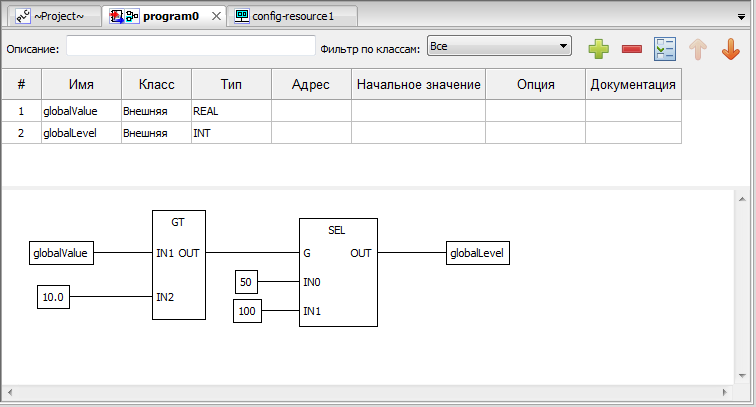 ~Project~ program0 config-resource1
Описание: Фильтр по классам: Все
# Имя Класс Тип Адрес Начальное значение Опция Документация
1 globalValue Внешняя REAL
2 globalLevel Внешняя INT
GT
SEL
globalValue IN1 OUT G OUT globalLevel
50 IN0
10.0 IN2
100 IN1